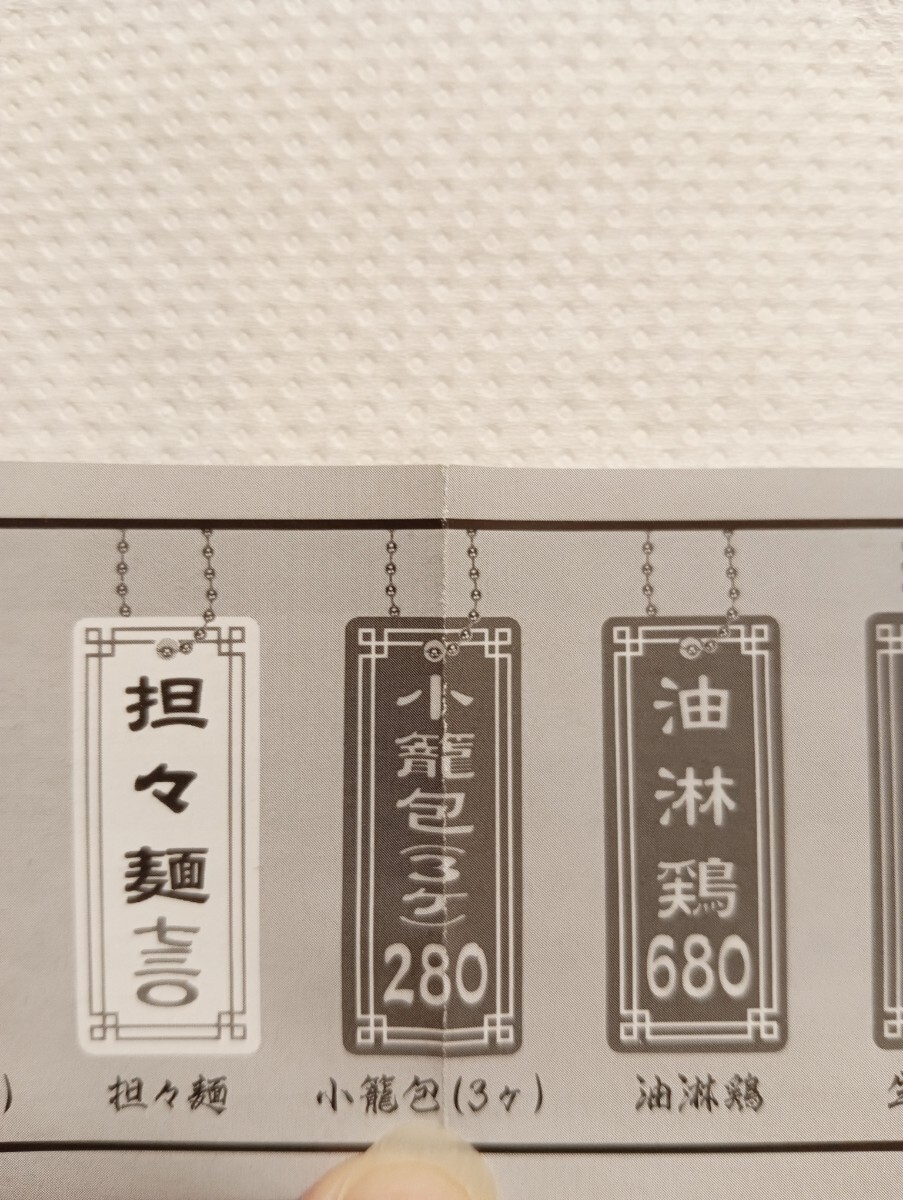 担々麺
七三〇
小籠包(3ヶ)
280
油淋鶏
680
)
担々麺
小籠包(3ヶ)
油淋鶏